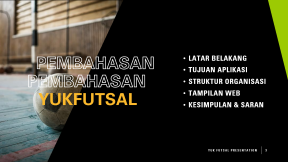 PEMBAHASAN
PEMBAHASAN
YUKFUTSAL
• LATAR BELAKANG
• TUJUAN APLIKASI
• STRUKTUR ORGANISASI
• TAMPILAN WEB
• KESIMPULAN & SARAN
YUK FUTSAL PRESENTATION